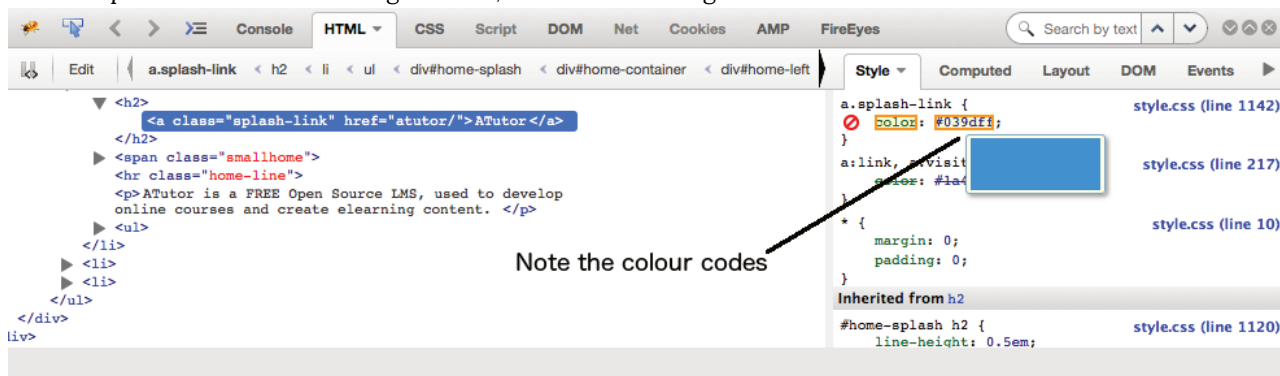 Console HTML CSS Script DOM Net Cookies AMP FireEyes Search by text
Edit a.splash-link < h2 < li < ul < div#home-splash < div#home-container < div#home-left Style Computed Layout DOM Events
<h2>
<a class="splash-link" href="atutor/">ATutor</a>
</h2>
<span class="smallhome">
<hr class="home-line">
<p>ATutor is a FREE Open Source LMS, used to develop
online courses and create elearning content. </p>
<ul>
</li>
<li>
<li>
</ul>
</div>
div>
Note the colour codes
a.splash-link { style.css (line 1142)
color: #039dff;
}
a:link, style.css (line 217)
color:
}
* { style.css (line 10)
margin: 0;
padding: 0;
}
Inherited from h2
#home-splash h2 { style.css (line 1120)
line-height: 0.5em;